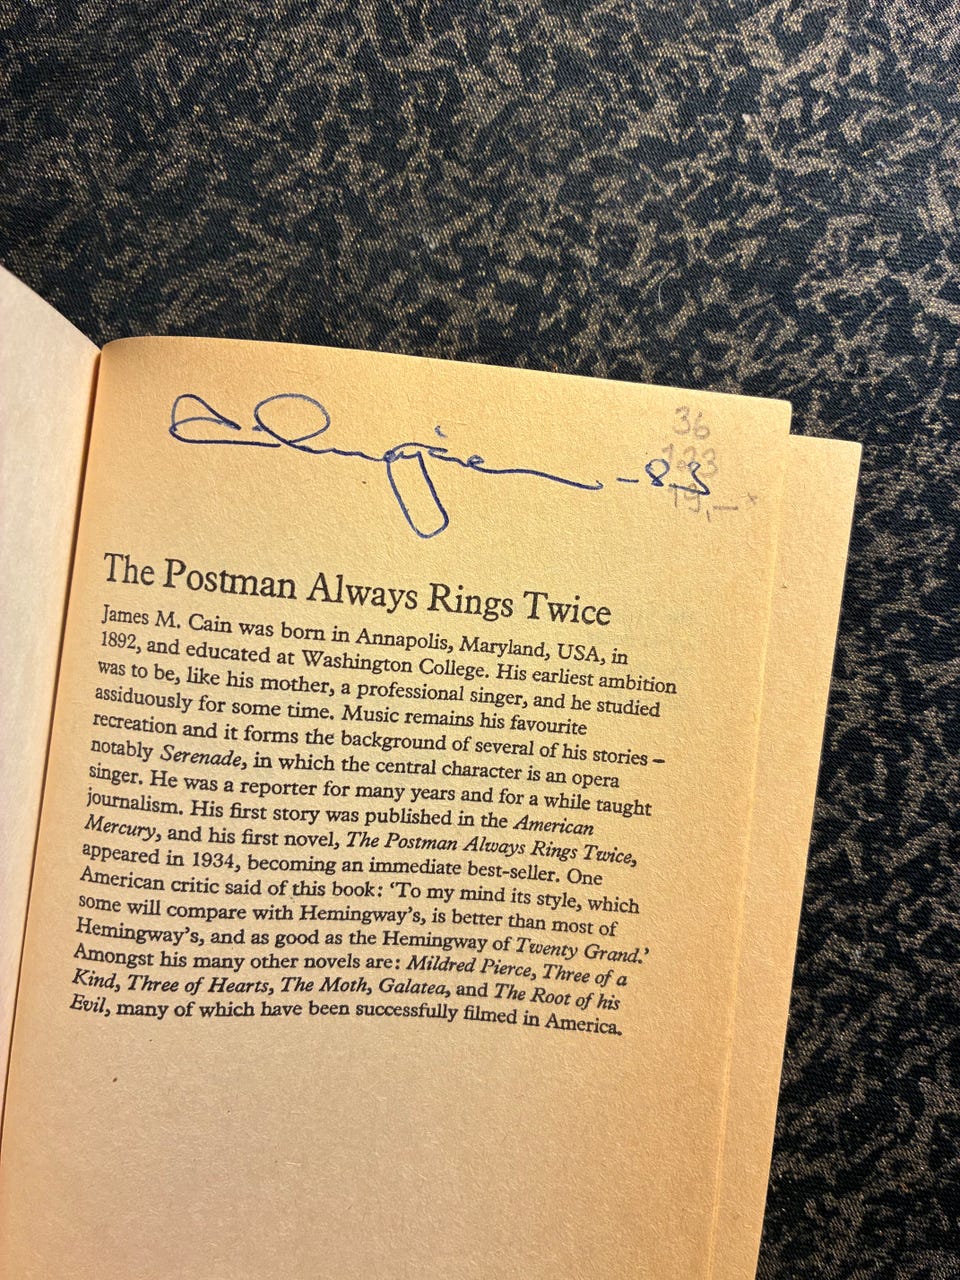 36
123
-83
19,-
The Postman Always Rings Twice
James M. Cain was born in Annapolis, Maryland, USA, in
1892, and educated at Washington College. His earliest ambition
was to be, like his mother, a professional singer, and he studied
assiduously for some time. Music remains his favourite
recreation and it forms the background of several of his stories –
notably Serenade, in which the central character is an opera
singer. He was a reporter for many years and for a while taught
journalism. His first story was published in the American
Mercury, and his first novel, The Postman Always Rings Twice,
appeared in 1934, becoming an immediate best-seller. One
American critic said of this book: ‘To my mind its style, which
some will compare with Hemingway's, is better than most of
Hemingway's, and as good as the Hemingway of Twenty Grand.’
Amongst his many other novels are: Mildred Pierce, Three of a
Kind, Three of Hearts, The Moth, Galatea, and The Root of his
Evil, many of which have been successfully filmed in America.